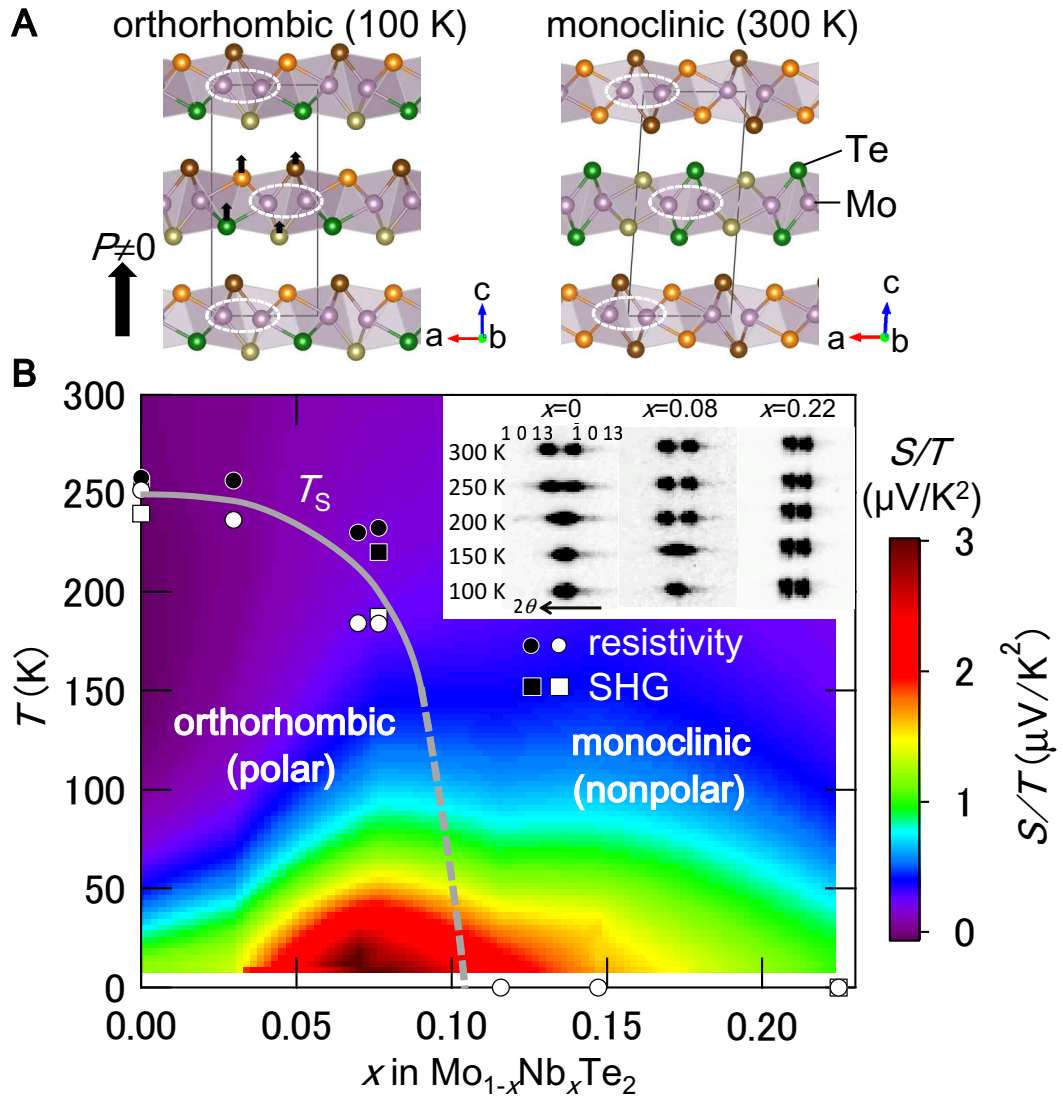 A orthorhombic (100 K) monoclinic (300 K)
Te
Mo
P≠0
c
a b
c
a b
B
300
250
200
150
100
50
0
T (K)
0.00 0.05 0.10 0.15 0.20
x in Mo1-xNbxTe2
TS
x=0 x=0.08 x=0.22
1 0 13 1̄ 0 13
300 K
250 K
200 K
150 K
100 K
2θ
resistivity
SHG
orthorhombic
(polar)
monoclinic
(nonpolar)
S/T
(μV/K2)
3
2
1
0
S/T (μV/K2)